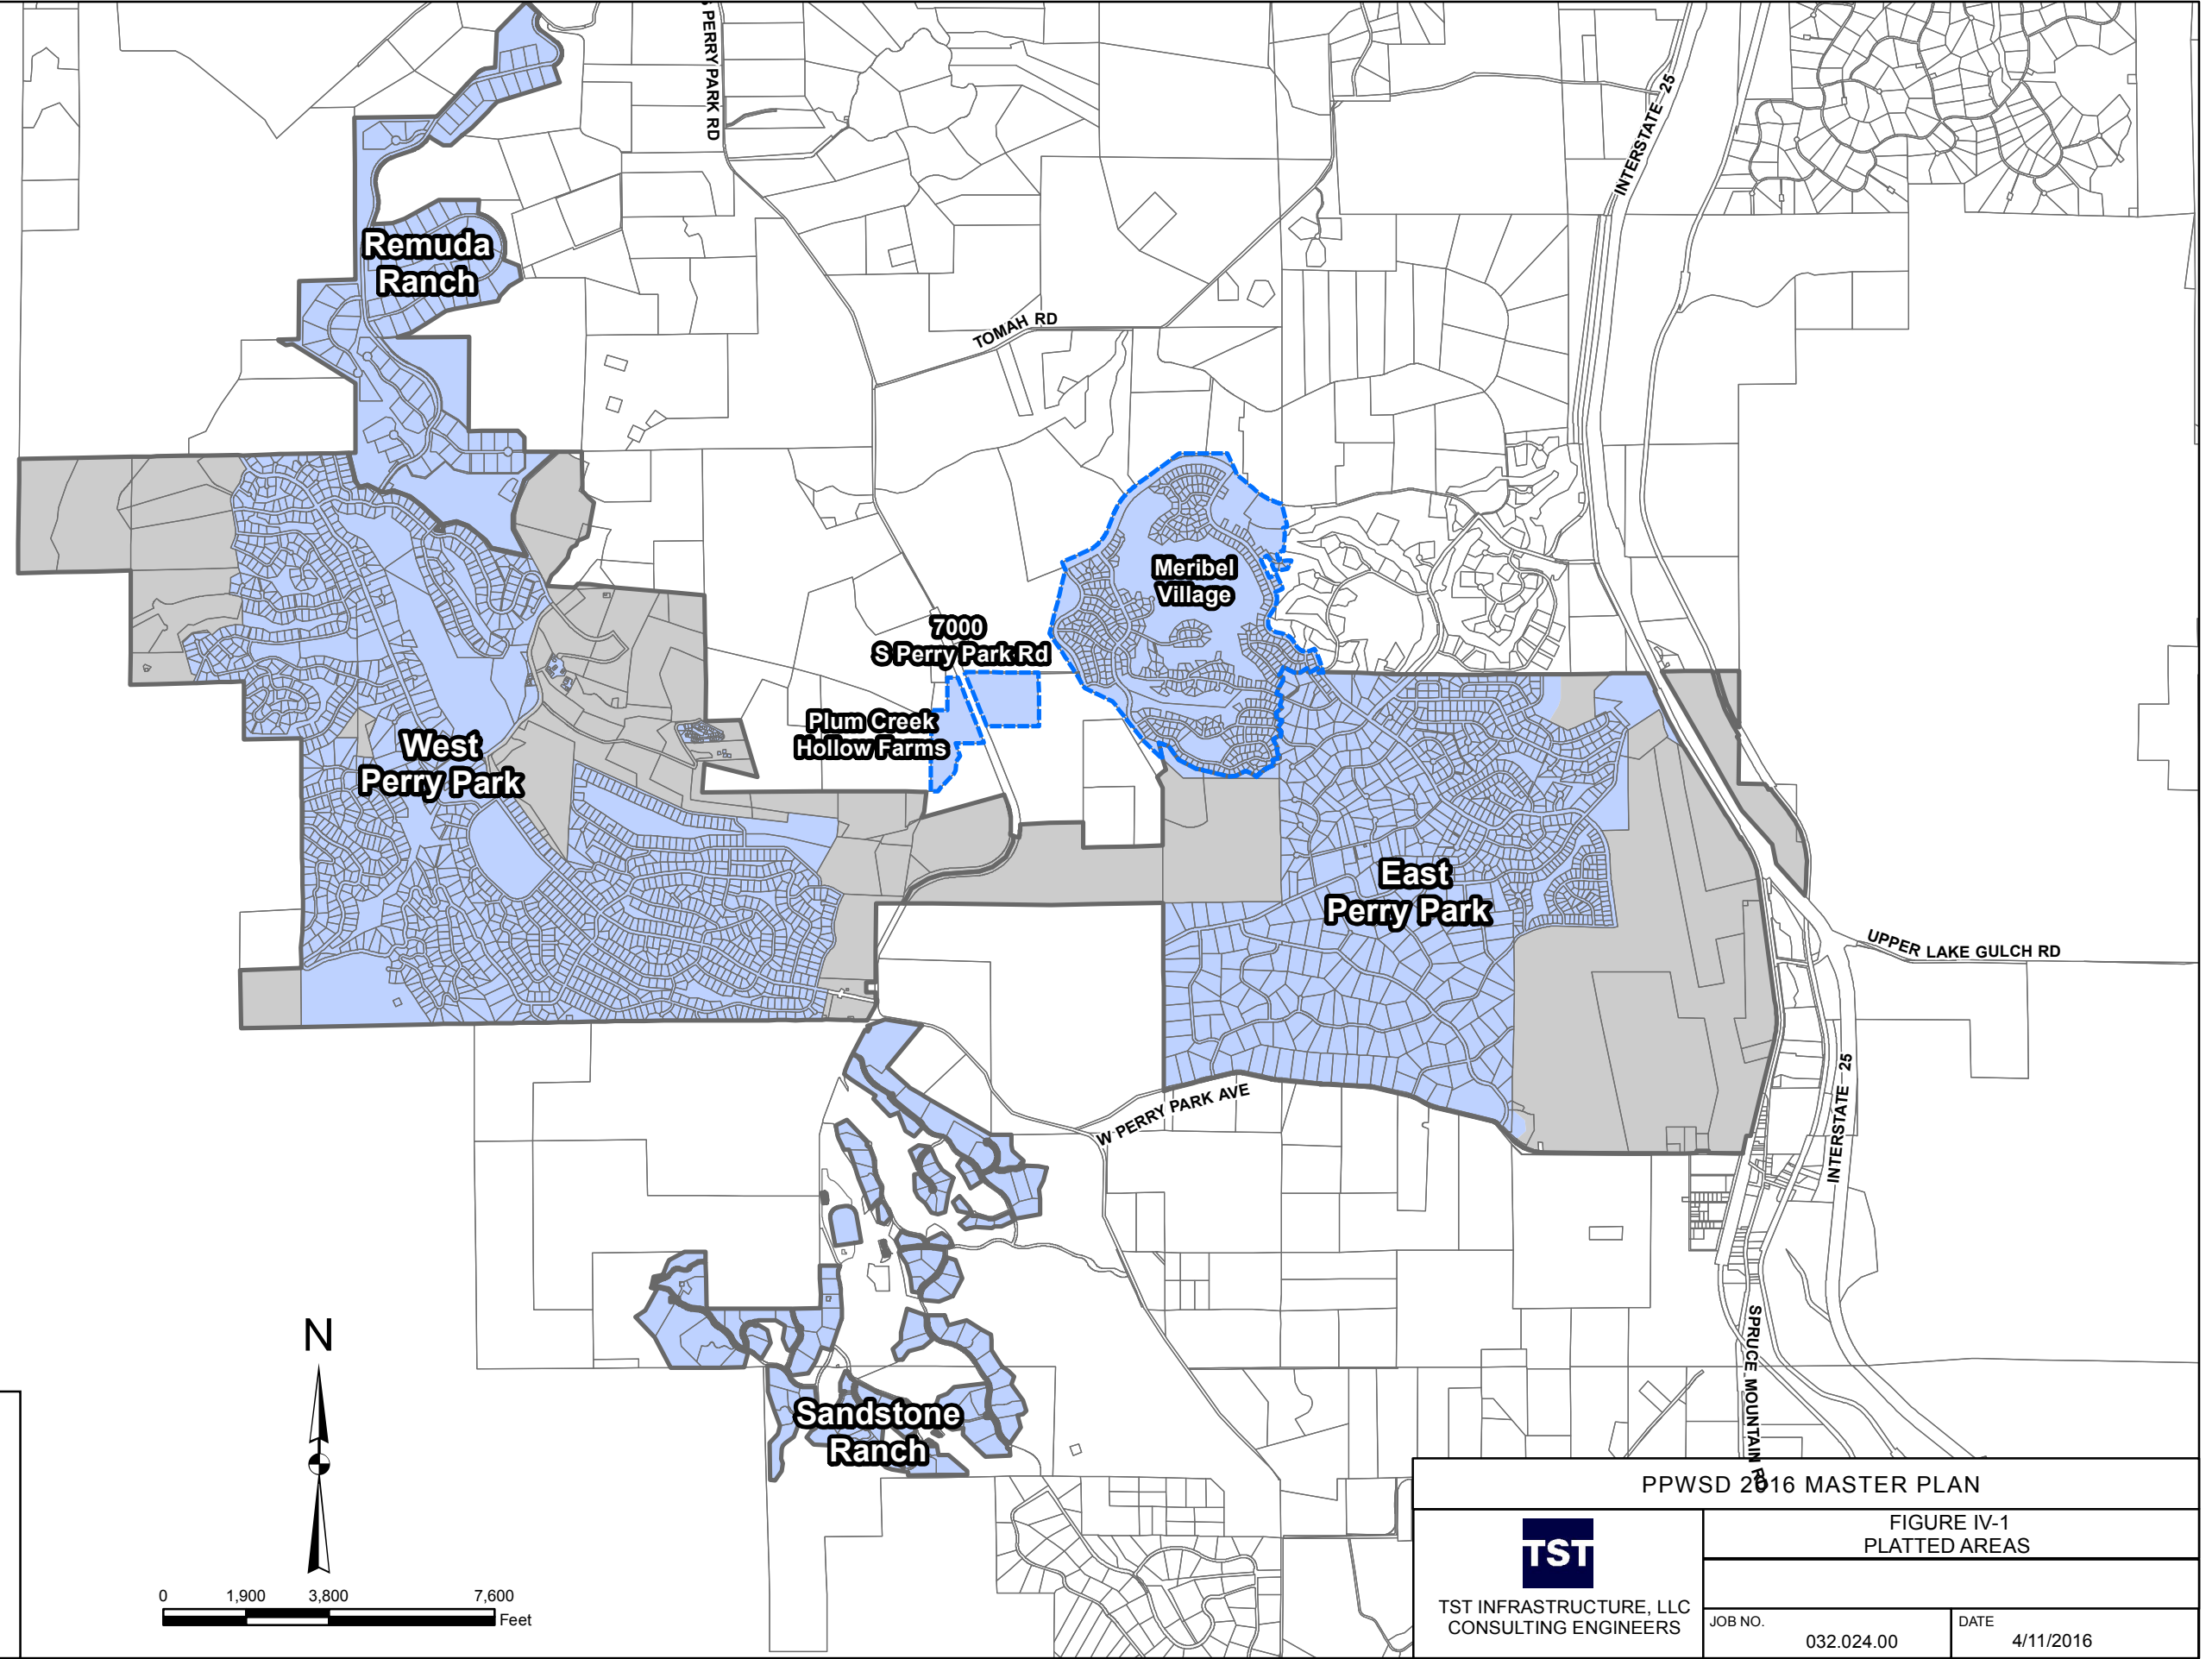 S PERRY PARK RD
INTERSTATE 25
Remuda
Ranch
TOMAH RD
Meribel
Village
7000
S Perry Park Rd
Plum Creek
Hollow Farms
West
Perry Park
East
Perry Park
UPPER LAKE GULCH RD
W PERRY PARK AVE
INTERSTATE 25
SPRUCE MOUNTAIN RD
Sandstone
Ranch
N
0 1,900 3,800 7,600
Feet
PPWSD 2016 MASTER PLAN
TST
TST INFRASTRUCTURE, LLC
CONSULTING ENGINEERS
FIGURE IV-1
PLATTED AREAS
JOB NO.
032.024.00
DATE
4/11/2016